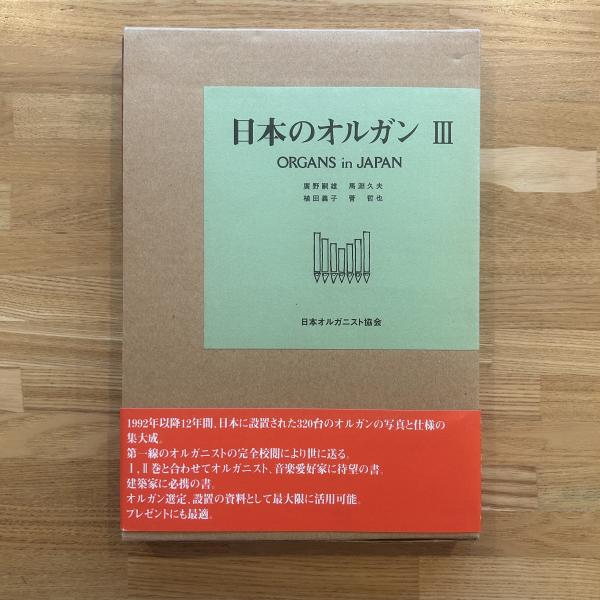 日本のオルガン Ⅲ
ORGANS in JAPAN
廣野嗣雄 馬淵久夫
植田義子 菅 哲也
日本オルガニスト協会
1992年以降12年間、日本に設置された320台のオルガンの写真と仕様の
集大成。
第一線のオルガニストの完全校閲により世に送る。
Ⅰ,Ⅱ巻と合わせてオルガニスト、音楽愛好家に待望の書。
建築家に必携の書。
オルガン選定、設置の資料として最大限に活用可能。
プレゼントにも最適。